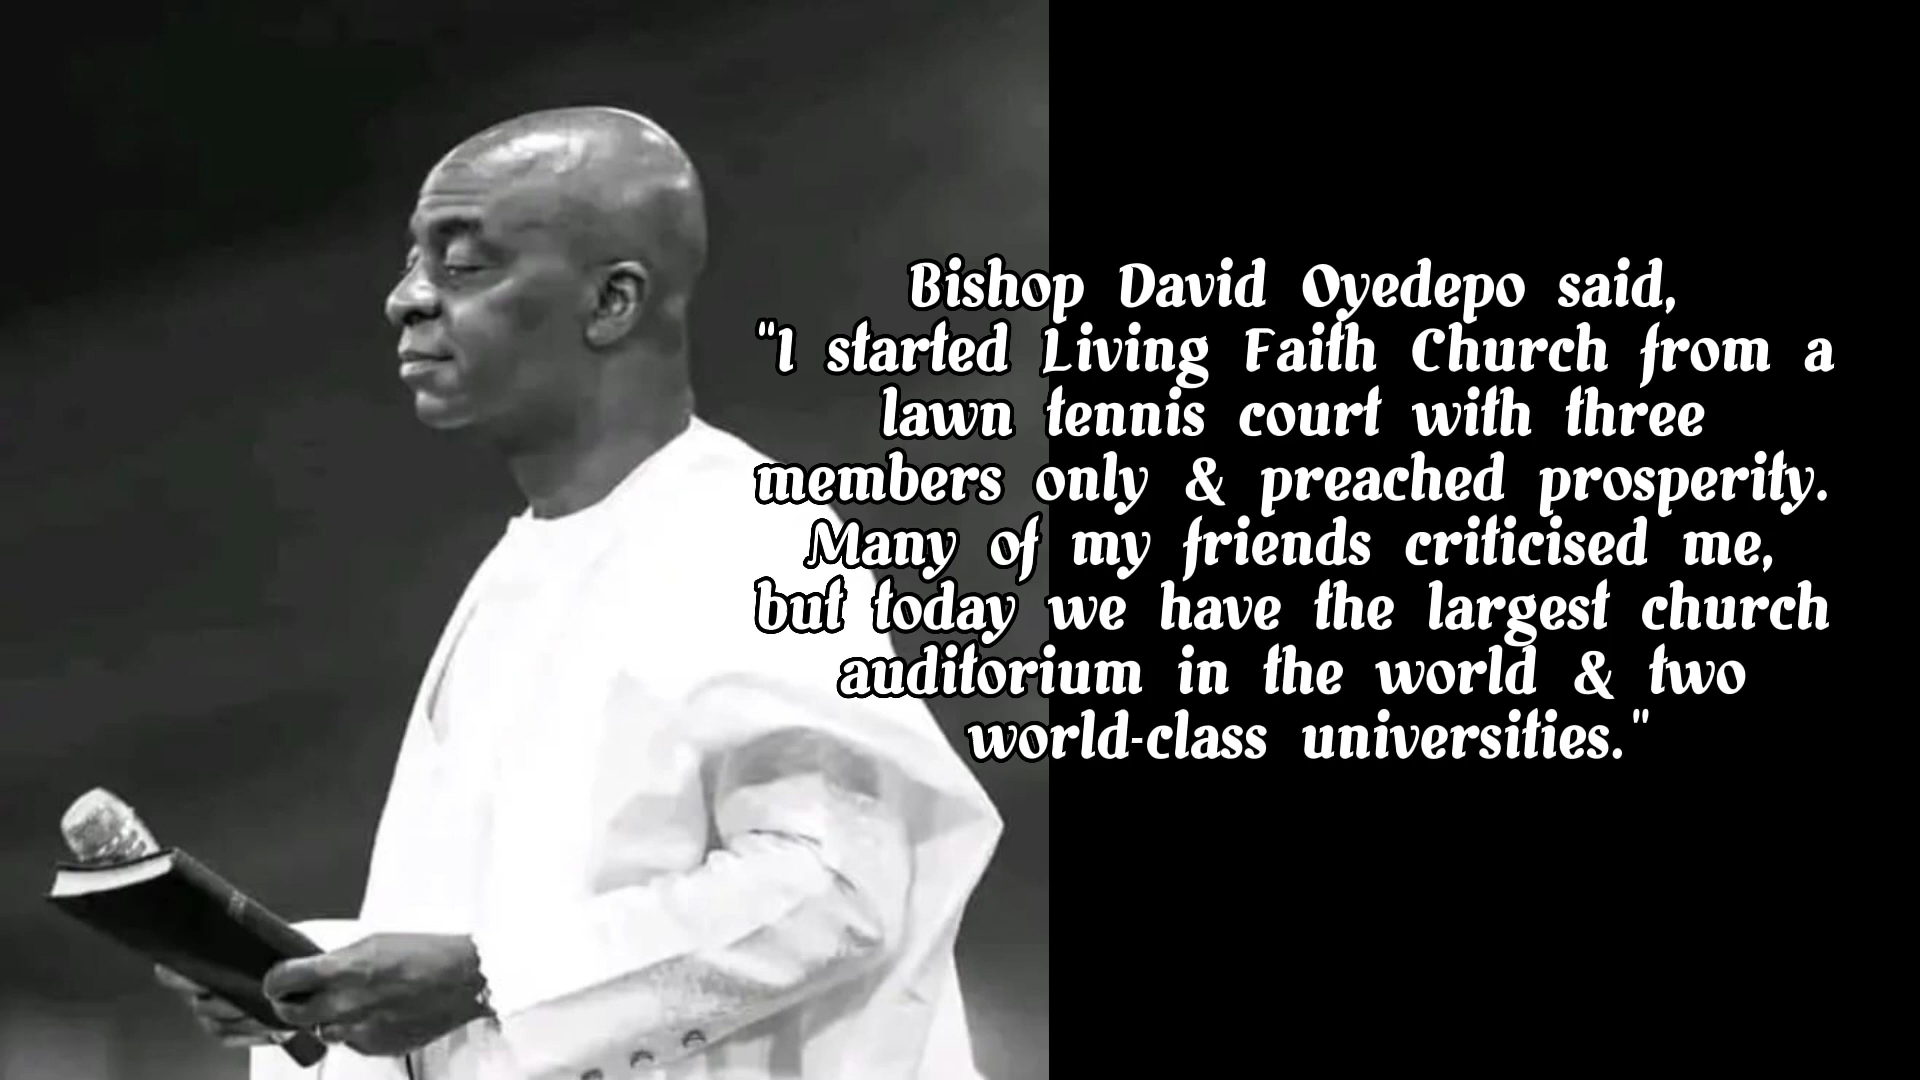 Bishop David Oyedepo said,
"I started Living Faith Church from a
lawn tennis court with three
members only & preached prosperity.
Many of my friends criticised me,
but today we have the largest church
auditorium in the world & two
world-class universities."